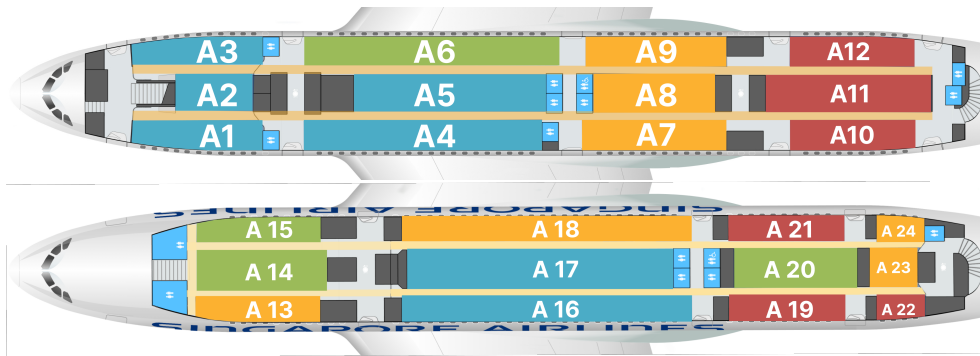 A3
A6
A9
A12
A2
A5
A8
A11
A1
A4
A7
A10
SINGAPORE AIRLINES
A 15
A 18
A 21
A 24
A 14
A 17
A 20
A 23
A 13
A 16
A 19
A 22
SINGAPORE AIRLINES